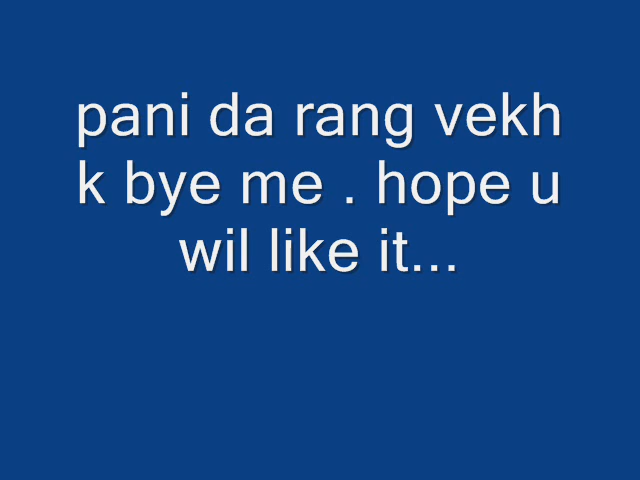 pani da rang vekh
k bye me . hope u
wil like it...